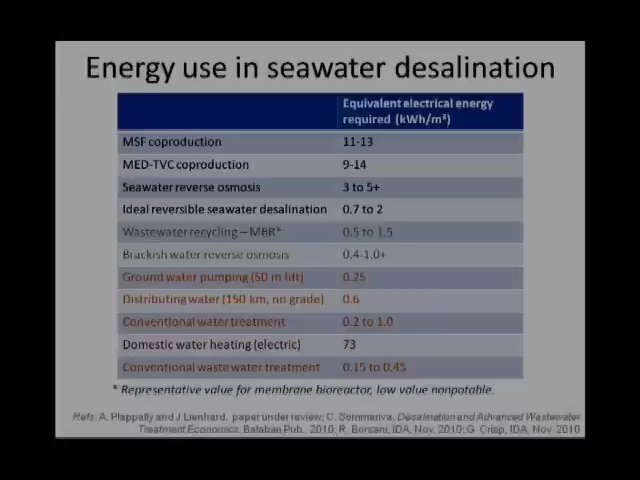 Energy use in seawater desalination
Equivalent electrical energy
required (kWh/m³)
MSF coproduction 11-13
MED-TVC coproduction 9-14
Seawater reverse osmosis 3 to 5+
Ideal reversible seawater desalination 0.7 to 2
Wastewater recycling – MBR* 0.5 to 1.5
Brackish water reverse osmosis 0.4-1.0+
Ground water pumping (50 m lift) 0.25
Distributing water (150 km, no grade) 0.6
Conventional water treatment 0.2 to 1.0
Domestic water heating (electric) 73
Conventional waste water treatment 0.15 to 0.45
* Representative value for membrane bioreactor, low value nonpotable.
Refs: A. Plappally and J Lienhard, paper under review; C. Sommariva, Desalination and Advanced Wastewater
Treatment Economics, Balaban Pub., 2010; R. Borsani, IDA, Nov. 2010; G. Crisp, IDA, Nov. 2010